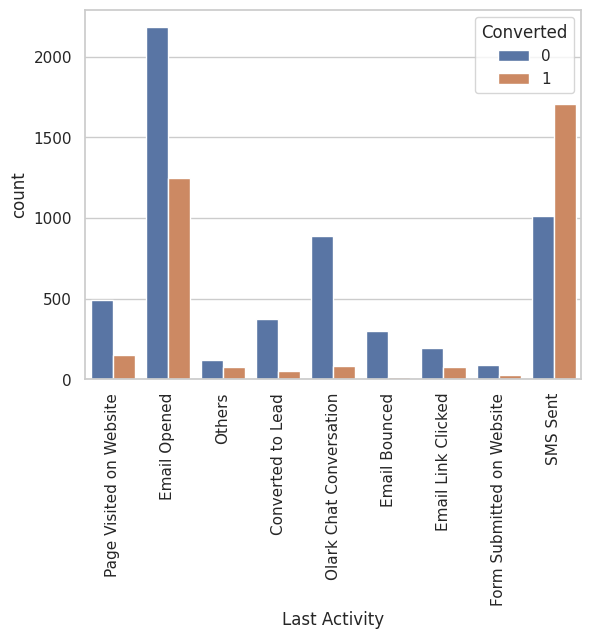 Converted
0
1
2000
1500
1000
500
0
count
Page Visited on Website
Email Opened
Others
Converted to Lead
Olark Chat Conversation
Email Bounced
Email Link Clicked
Form Submitted on Website
SMS Sent
Last Activity